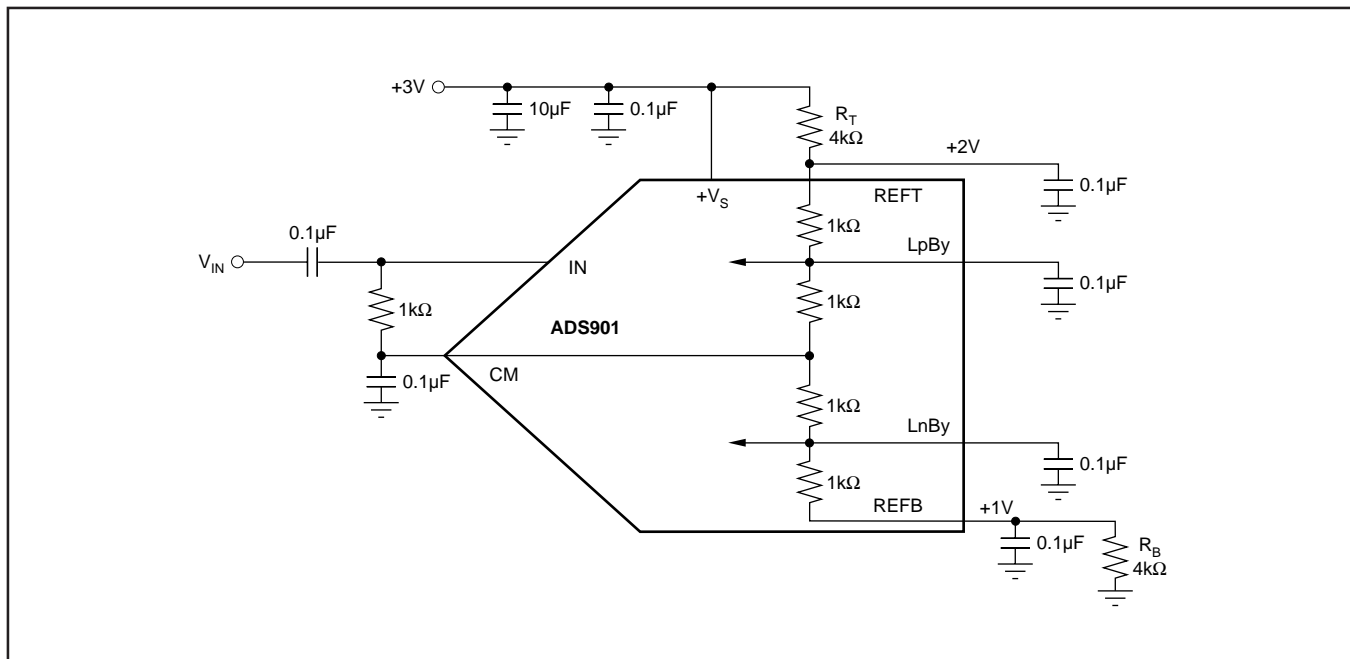 +3V
10µF
0.1µF
R_T
4kΩ
+2V
0.1µF
+V_S
REFT
1kΩ
0.1µF
LpBy
V_IN
IN
0.1µF
1kΩ
1kΩ
ADS901
CM
0.1µF
1kΩ
LnBy
0.1µF
1kΩ
REFB
+1V
0.1µF
R_B
4kΩ